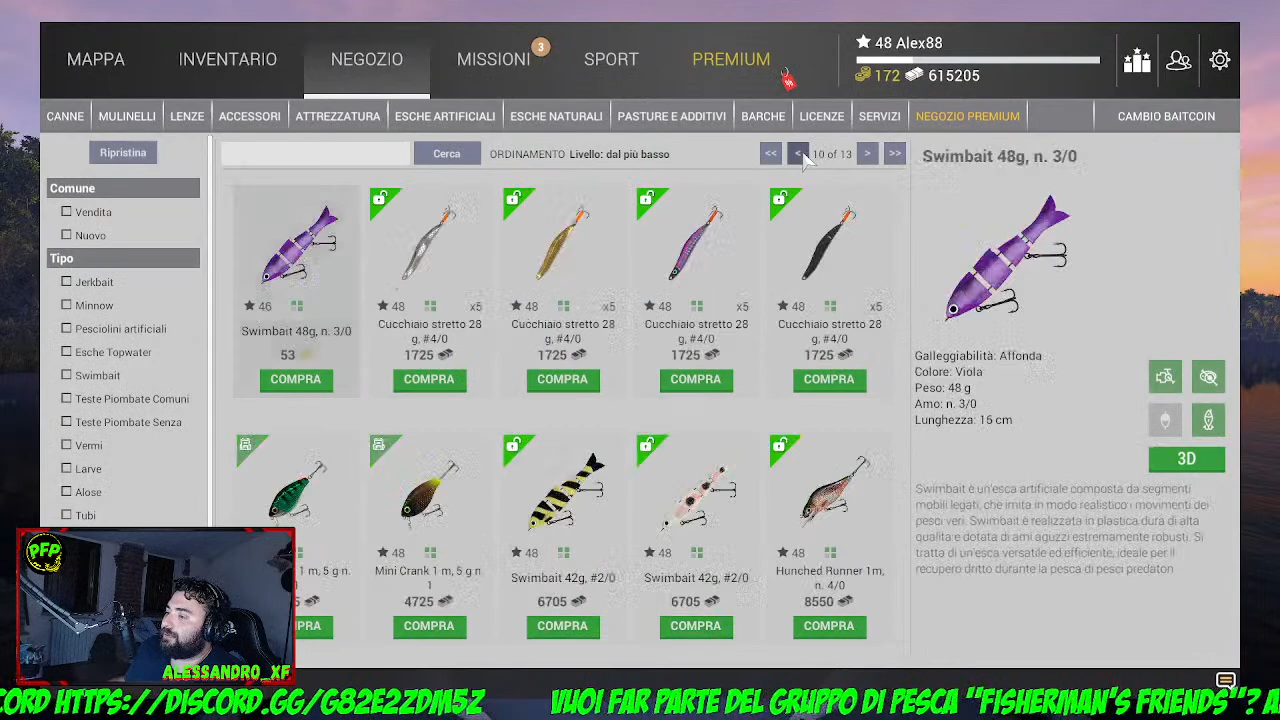 MAPPA INVENTARIO NEGOZIO MISSIONI 3 SPORT PREMIUM
48 Alex88
172 615205
CANNE MULINELLI LENZE ACCESSORI ATTREZZATURA ESCHE ARTIFICIALI ESCHE NATURALI PASTURE E ADDITIVI BARCHE LICENZE SERVIZI NEGOZIO PREMIUM CAMBIO BAITCOIN
Ripristina
Cerca ORDINAMENTO Livello: dal più basso << < 10 of 13 > >>
Comune
Vendita
Nuovo
Tipo
Jerkbait
Minnow
Pesciolini artificiali
Esche Topwater
Swimbait
Teste Piombate Comuni
Teste Piombate Senza
Vermi
Larve
Alose
Tubi
46
Swimbait 48g, n. 3/0
53
COMPRA
48 x5
Cucchiaio stretto 28
g, #4/0
1725
COMPRA
48 x5
Cucchiaio stretto 28
g, #4/0
1725
COMPRA
48 x5
Cucchiaio stretto 28
g, #4/0
1725
COMPRA
48 x5
Cucchiaio stretto 28
g, #4/0
1725
COMPRA
1 m, 5 g n.
48
Mini Crank 1 m, 5 g n.
1
4725
COMPRA
48
Swimbait 42g, #2/0
6705
COMPRA
48
Swimbait 42g, #2/0
6705
COMPRA
48
Hunched Runner 1m,
n. 4/0
8550
COMPRA
Swimbait 48g, n. 3/0
Galleggiabilità: Affonda
Colore: Viola
Peso: 48 g
Amo: n. 3/0
Lunghezza: 15 cm
3D
Swimbait è un'esca artificiale composta da segmenti
mobili legati, che imita in modo realistico i movimenti dei
pesci veri. Swimbait è realizzata in plastica dura di alta
qualità e dotata di ami aguzzi estremamente robusti. Si
tratta di un'esca versatile ed efficiente, ideale per il
recupero dritto durante la pesca di pesci predatori
PFP
ALESSANDRO_XF
CORD HTTPS://DISCORD.GG/G82E2ZDM5Z VUOI FAR PARTE DEL GRUPPO DI PESCA "FISHERMAN'S FRIENDS"? A